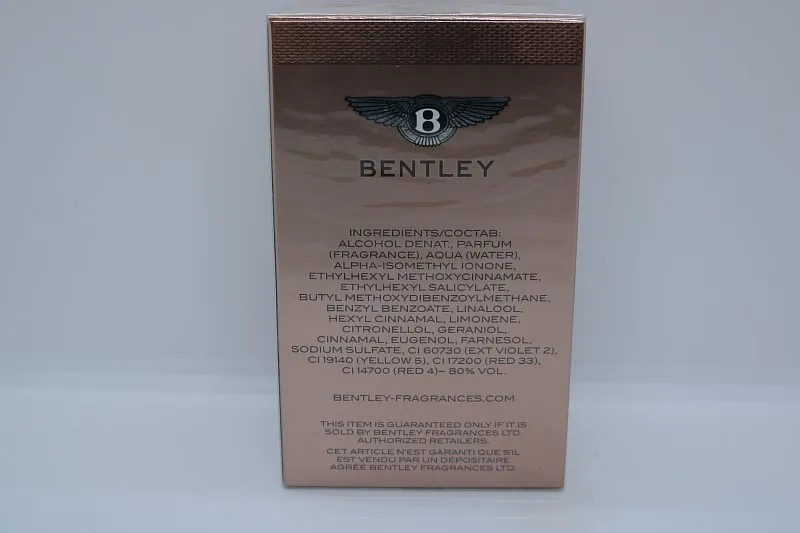 B
BENTLEY
INGREDIENTS/COCTAB:
ALCOHOL DENAT., PARFUM
(FRAGRANCE), AQUA (WATER),
ALPHA-ISOMETHYL IONONE,
ETHYLHEXYL METHOXYCINNAMATE,
ETHYLHEXYL SALICYLATE,
BUTYL METHOXYDIBENZOYLMETHANE,
BENZYL BENZOATE, LINALOOL,
HEXYL CINNAMAL, LIMONENE,
CITRONELLOL, GERANIOL,
CINNAMAL, EUGENOL, FARNESOL,
SODIUM SULFATE, CI 60730 (EXT VIOLET 2),
CI 19140 (YELLOW 5), CI 17200 (RED 33),
CI 14700 (RED 4)– 80% VOL.
BENTLEY-FRAGRANCES.COM
THIS ITEM IS GUARANTEED ONLY IF IT IS
SOLD BY BENTLEY FRAGRANCES LTD.
AUTHORIZED RETAILERS.
CET ARTICLE N'EST GARANTI QUE S'IL
EST VENDU PAR UN DÉPOSITAIRE
AGRÉÉ BENTLEY FRAGRANCES LTD.